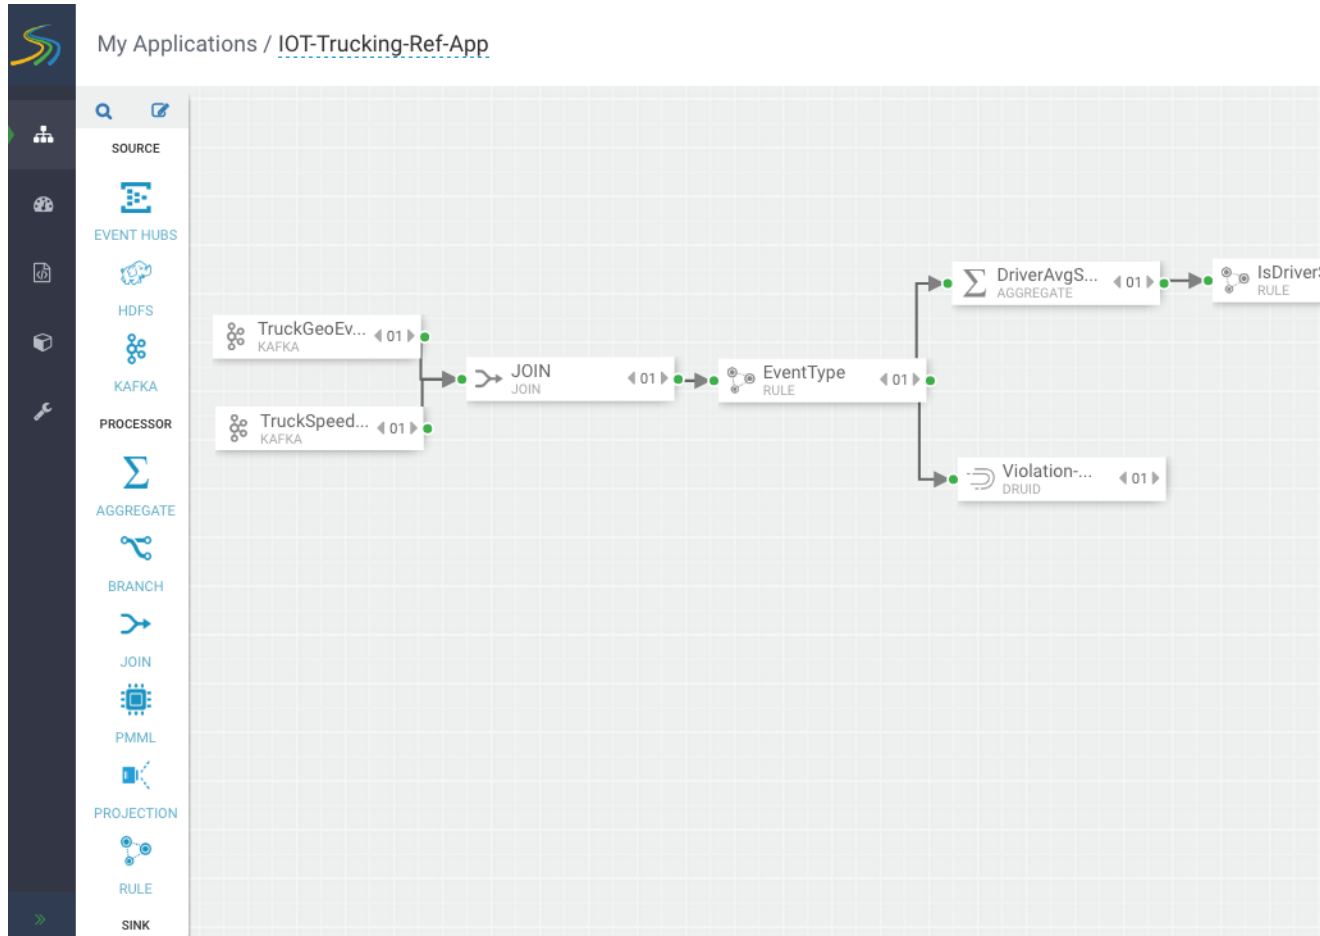 My Applications / IOT-Trucking-Ref-App
SOURCE
EVENT HUBS
HDFS
KAFKA
PROCESSOR
AGGREGATE
BRANCH
JOIN
PMML
PROJECTION
RULE
SINK
TruckGeoEv...
KAFKA
01
TruckSpeed...
KAFKA
01
JOIN
JOIN
01
EventType
RULE
01
DriverAvgS...
AGGREGATE
01
Violation-...
DRUID
01
IsDriverS
RULE